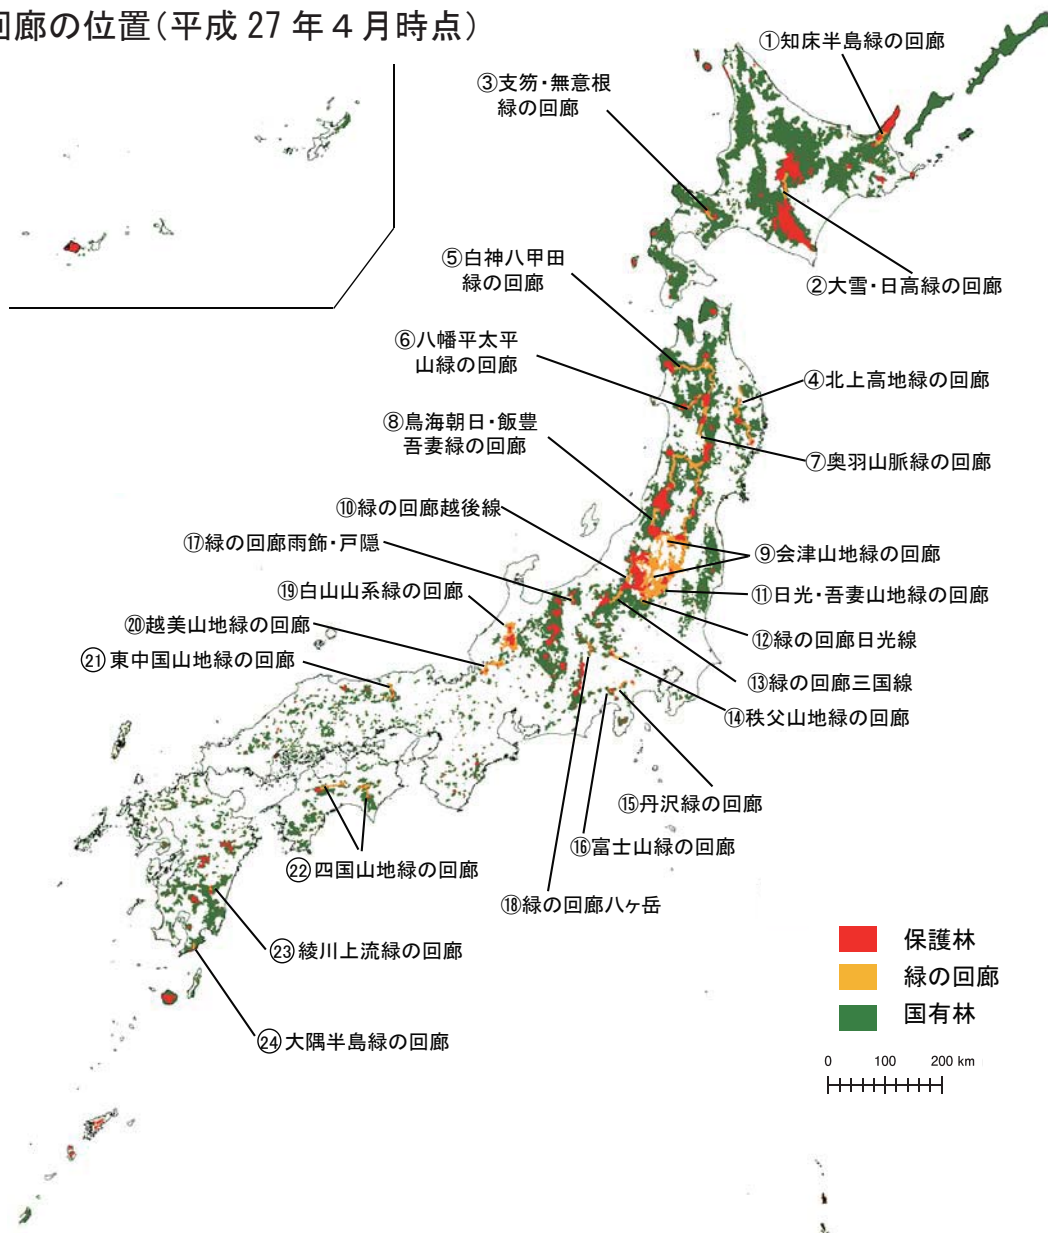 回廊の位置(平成 27 年 4 月時点)
①知床半島緑の回廊
③支笏・無意根
緑の回廊
②大雪・日高緑の回廊
⑤白神八甲田
緑の回廊
⑥八幡平太平
山緑の回廊
④北上高地緑の回廊
⑧鳥海朝日・飯豊
吾妻緑の回廊
⑦奥羽山脈緑の回廊
⑩緑の回廊越後線
⑰緑の回廊雨飾・戸隠
⑨会津山地緑の回廊
⑲白山山系緑の回廊
⑪日光・吾妻山地緑の回廊
⑳越美山地緑の回廊
⑫緑の回廊日光線
㉑東中国山地緑の回廊
⑬緑の回廊三国線
⑭秩父山地緑の回廊
⑮丹沢緑の回廊
⑯富士山緑の回廊
㉒四国山地緑の回廊
⑱緑の回廊八ヶ岳
㉓綾川上流緑の回廊
㉔大隅半島緑の回廊
保護林
緑の回廊
国有林
0 100 200 km